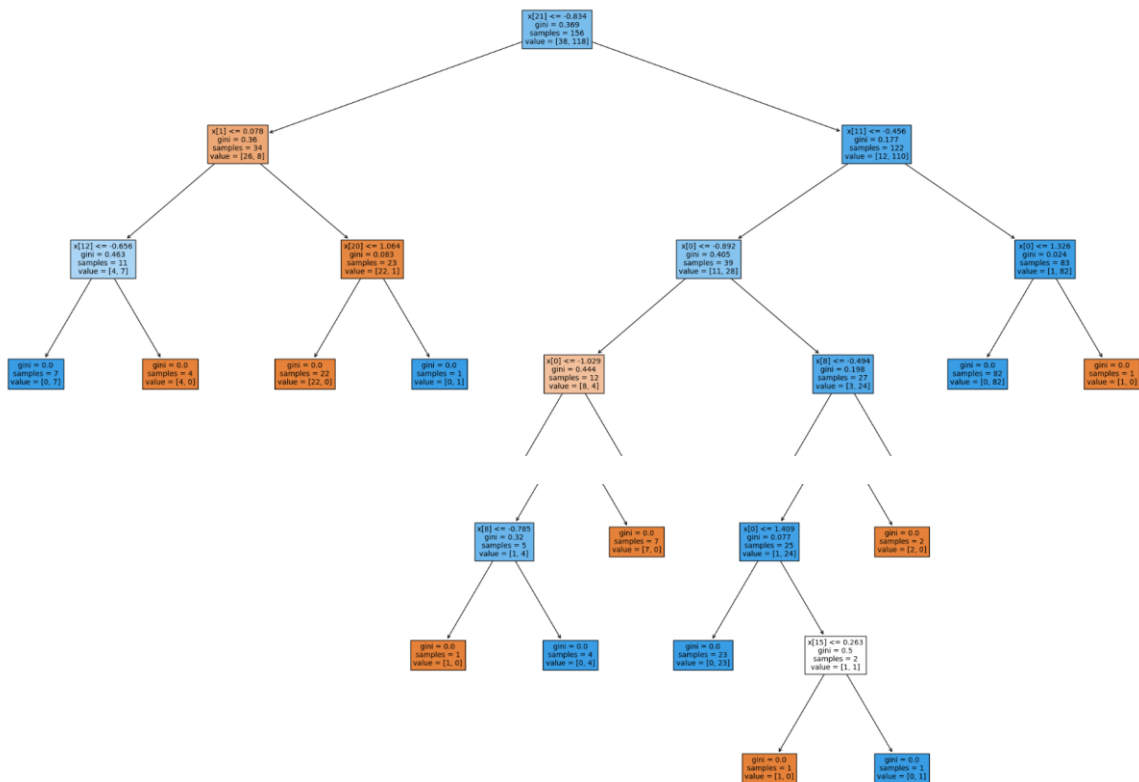 x[21] <= -0.834
gini = 0.369
samples = 156
value = [38, 118]
x[1] <= 0.078
gini = 0.36
samples = 34
value = [26, 8]
x[11] <= -0.456
gini = 0.177
samples = 122
value = [12, 110]
x[12] <= -0.656
gini = 0.463
samples = 11
value = [4, 7]
x[20] <= 1.064
gini = 0.083
samples = 23
value = [22, 1]
x[0] <= -0.892
gini = 0.405
samples = 39
value = [11, 28]
x[0] <= 1.326
gini = 0.024
samples = 83
value = [1, 82]
gini = 0.0
samples = 7
value = [0, 7]
gini = 0.0
samples = 4
value = [4, 0]
gini = 0.0
samples = 22
value = [22, 0]
gini = 0.0
samples = 1
value = [0, 1]
x[0] <= -1.029
gini = 0.444
samples = 12
value = [8, 4]
x[8] <= -0.494
gini = 0.198
samples = 27
value = [3, 24]
gini = 0.0
samples = 82
value = [0, 82]
gini = 0.0
samples = 1
value = [1, 0]
x[8] <= -0.785
gini = 0.32
samples = 5
value = [1, 4]
gini = 0.0
samples = 7
value = [7, 0]
x[0] <= 1.409
gini = 0.077
samples = 25
value = [1, 24]
gini = 0.0
samples = 2
value = [2, 0]
gini = 0.0
samples = 1
value = [1, 0]
gini = 0.0
samples = 4
value = [0, 4]
gini = 0.0
samples = 23
value = [0, 23]
x[15] <= 0.263
gini = 0.5
samples = 2
value = [1, 1]
gini = 0.0
samples = 1
value = [1, 0]
gini = 0.0
samples = 1
value = [0, 1]